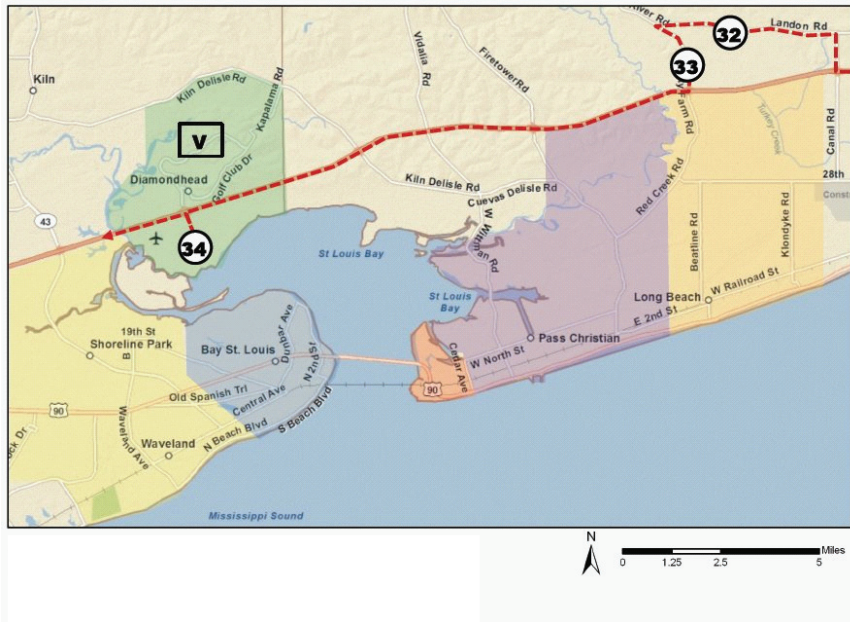 River Rd
Landon Rd
32
33
Kiln
Kiln Delisle Rd
Kapalama Rd
Vidalia Rd
Firetower Rd
Farm Rd
Turkey Creek
Canal Rd
V
Golf Club Dr
Diamondhead
Kiln Delisle Rd
Cuevas Delisle Rd
28th
Red Creek Rd
43
34
W Wittman Rd
Beatline Rd
Klondyke Rd
St Louis Bay
St Louis
Bay
Long Beach
W Railroad St
E 2nd St
19th St
Shoreline Park
Bay St. Louis
Dunbar Ave
N 2nd St
Pass Christian
W North St
Cedar Ave
90
Old Spanish Trl
Central Ave
90
S Beach Blvd
N Beach Blvd
Waveland Ave
Waveland
Mississippi Sound
N
Miles
0 1.25 2.5 5